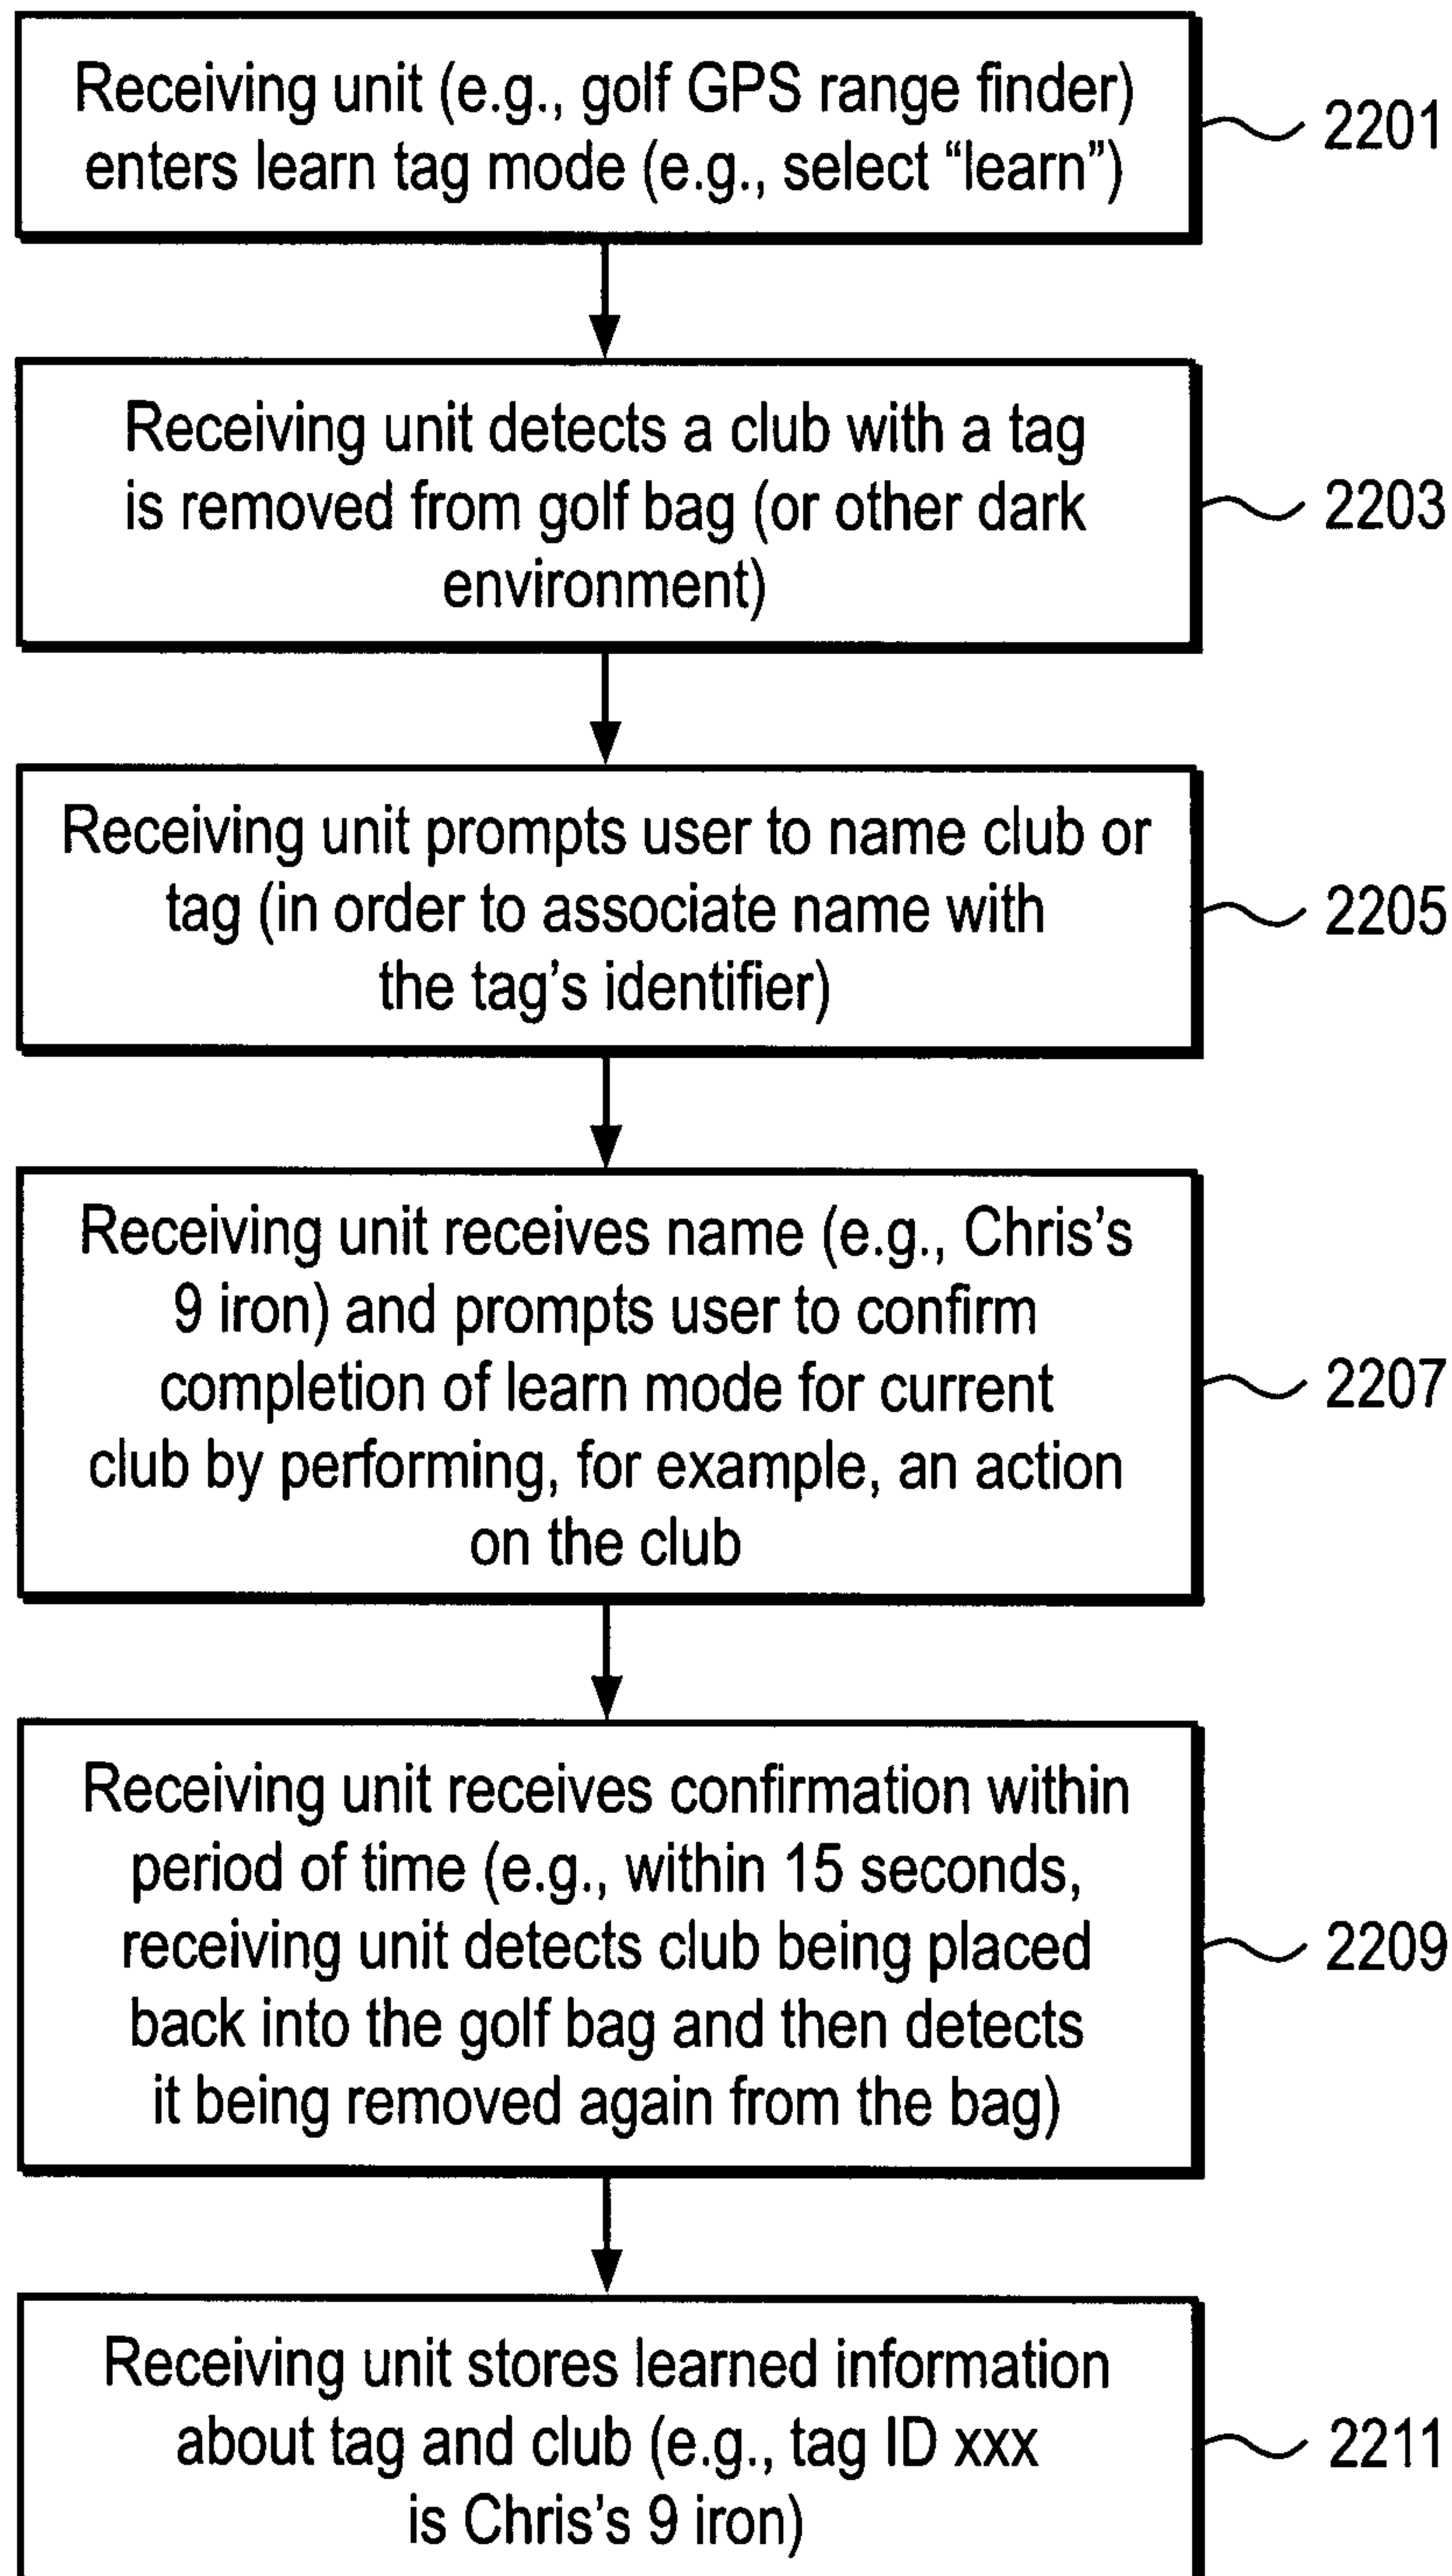 Receiving unit (e.g., golf GPS range finder)
enters learn tag mode (e.g., select “learn”)
2201
Receiving unit detects a club with a tag
is removed from golf bag (or other dark
environment)
2203
Receiving unit prompts user to name club or
tag (in order to associate name with
the tag’s identifier)
2205
Receiving unit receives name (e.g., Chris’s
9 iron) and prompts user to confirm
completion of learn mode for current
club by performing, for example, an action
on the club
2207
Receiving unit receives confirmation within
period of time (e.g., within 15 seconds,
receiving unit detects club being placed
back into the golf bag and then detects
it being removed again from the bag)
2209
Receiving unit stores learned information
about tag and club (e.g., tag ID xxx
is Chris’s 9 iron)
2211